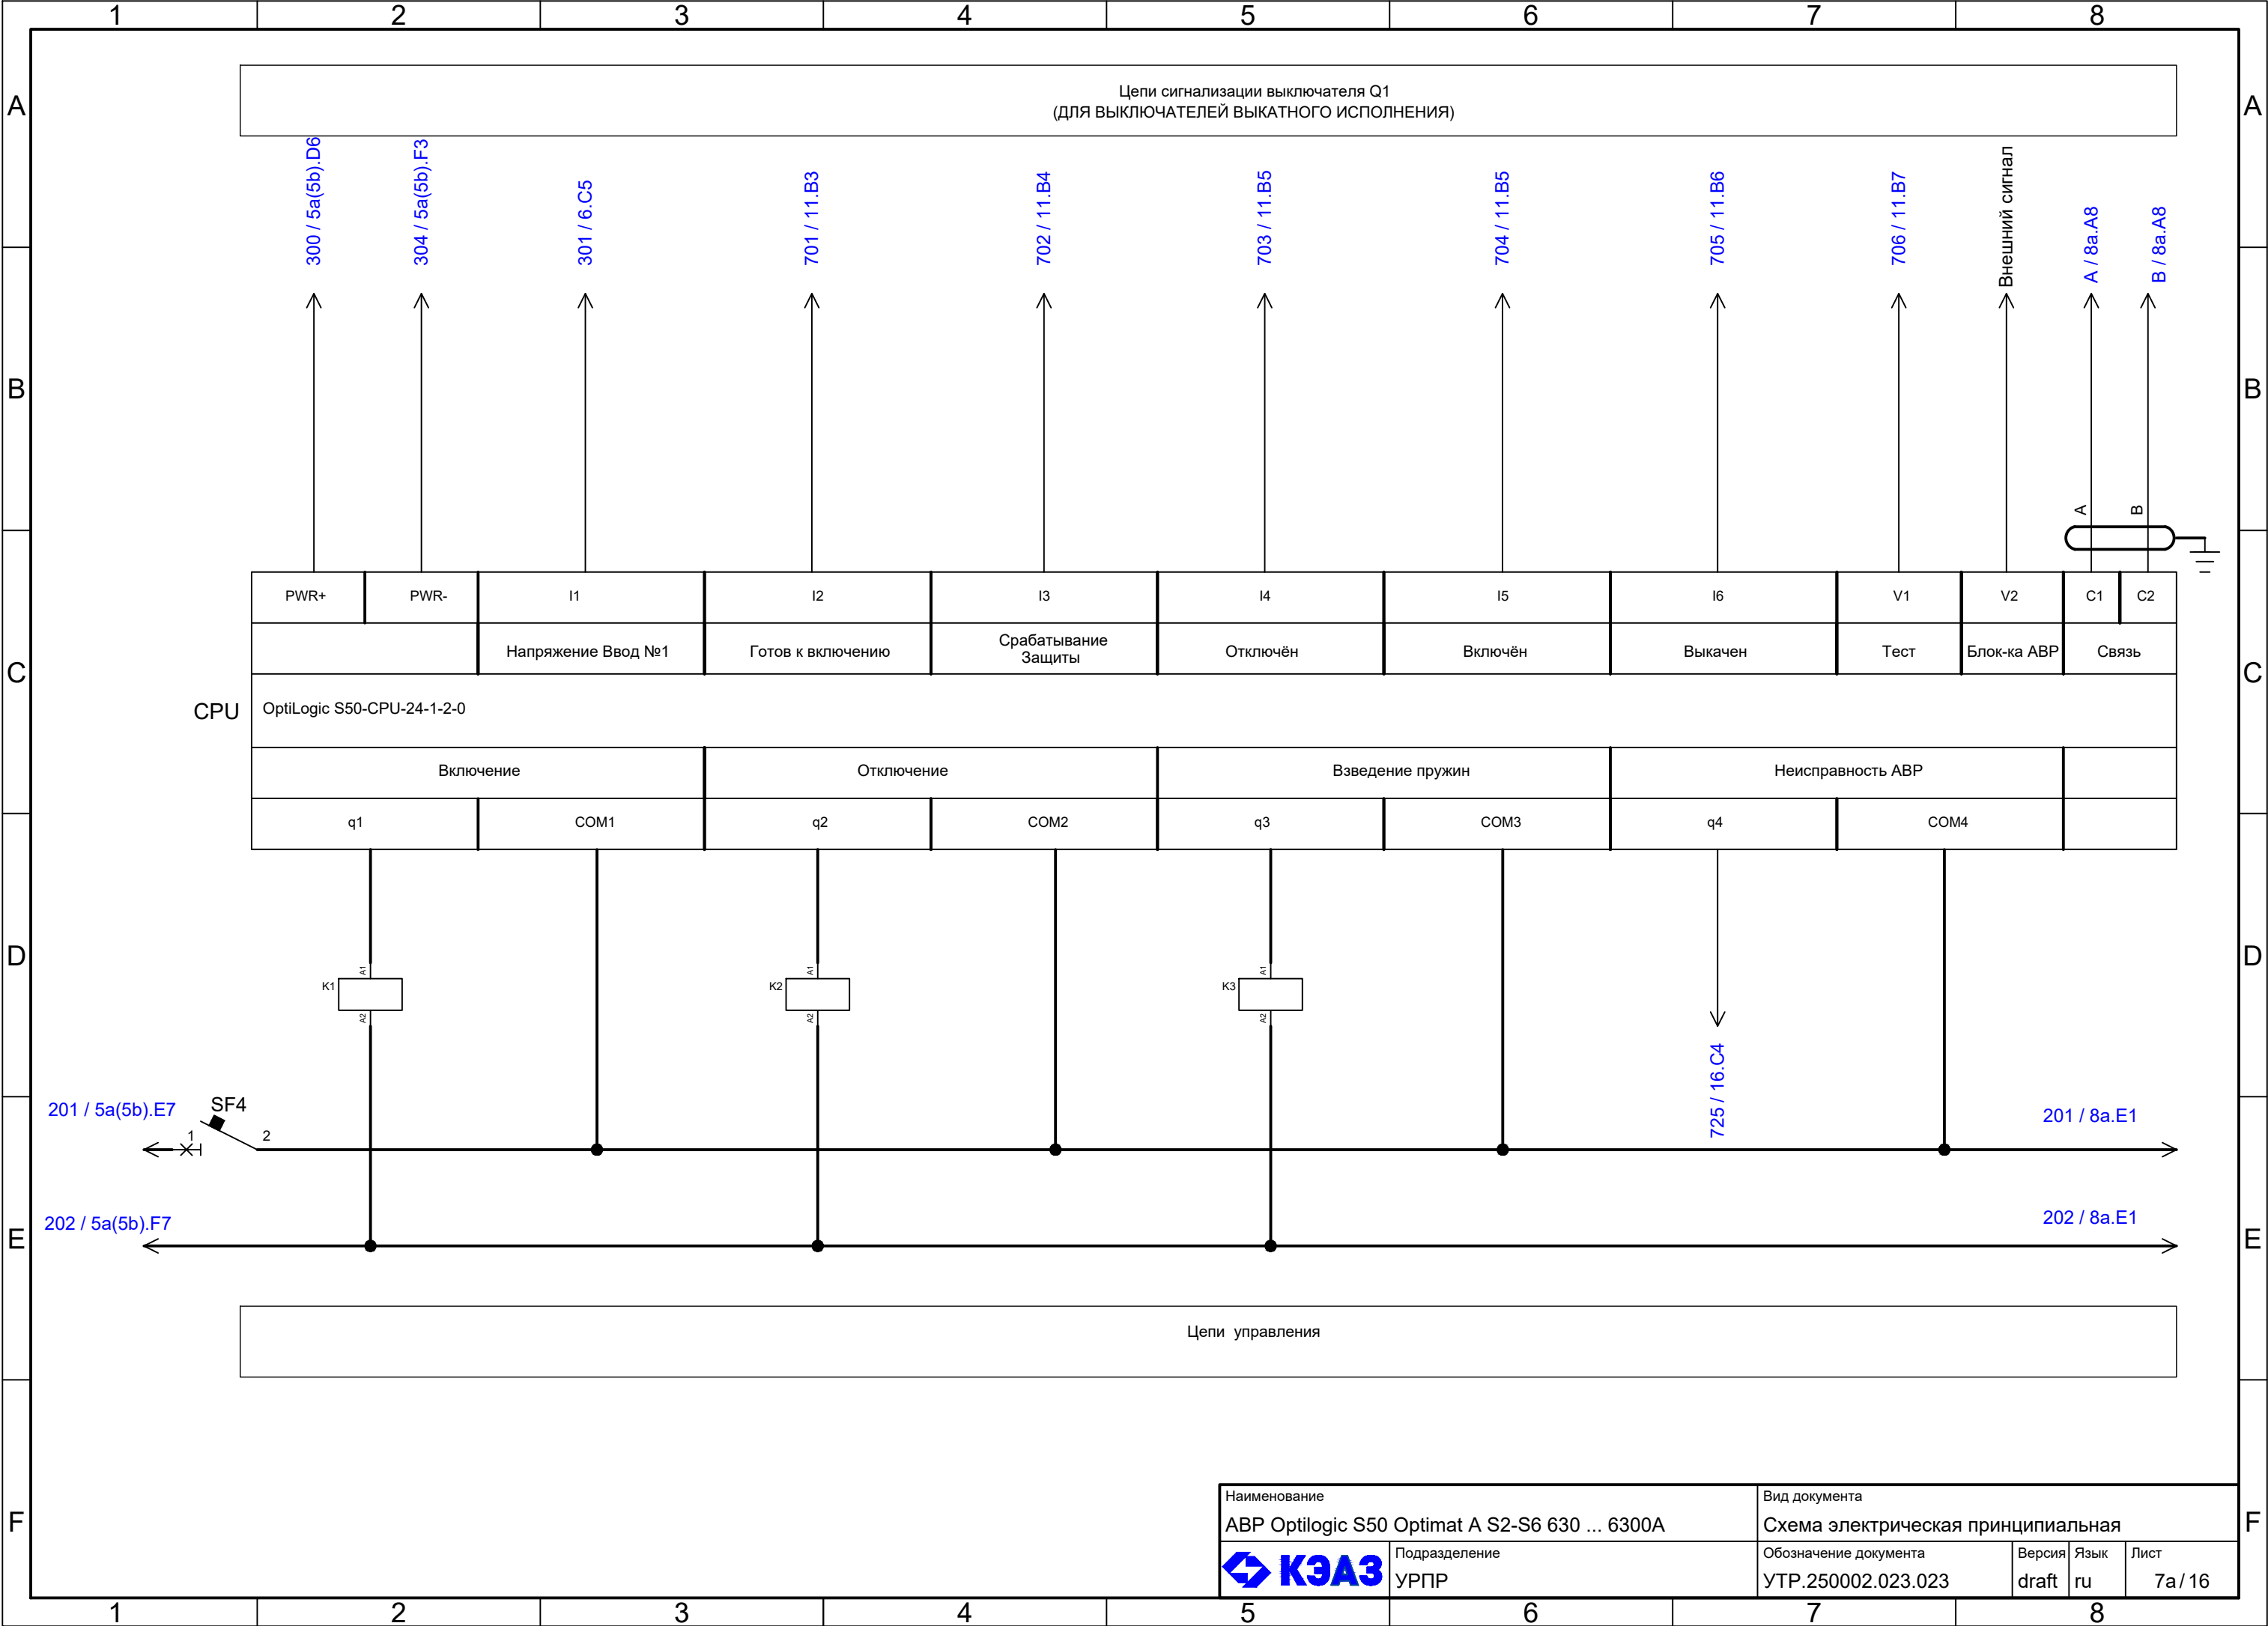 1 2 3 4 5 6 7 8
Цепи сигнализации выключателя Q1
(ДЛЯ ВЫКЛЮЧАТЕЛЕЙ ВЫКАТНОГО ИСПОЛНЕНИЯ)
A A
300 / 5a(5b).D6
304 / 5a(5b).F3
301 / 6.C5
701 / 11.B3
702 / 11.B4
703 / 11.B5
704 / 11.B5
705 / 11.B6
706 / 11.B7
Внешний сигнал
A / 8a.A8
B / 8a.A8
B B
A B
PWR+ PWR- I1 I2 I3 I4 I5 I6 V1 V2 C1 C2
Напряжение Ввод №1
Готов к включению
Срабатывание
Защиты
Отключён
Включён
Выкачен
Тест
Блок-ка АВР
Связь
C C
CPU
OptiLogic S50-CPU-24-1-2-0
Включение
Отключение
Взведение пружин
Неисправность АВР
q1 COM1 q2 COM2 q3 COM3 q4 COM4
D D
A1 A1 A1
K1 K2 K3
A2 A2 A2
725 / 16.C4
201 / 5a(5b).E7
SF4
1 2
201 / 8a.E1
202 / 5a(5b).F7
202 / 8a.E1
E E
Цепи управления
F F
Наименование
АВР Optilogic S50 Optimat A S2-S6 630 ... 6300A
Вид документа
Схема электрическая принципиальная
КЭАЗ
Подразделение
УРПР
Обозначение документа
УТР.250002.023.023
Версия
draft
Язык
ru
Лист
7a / 16
1 2 3 4 5 6 7 8